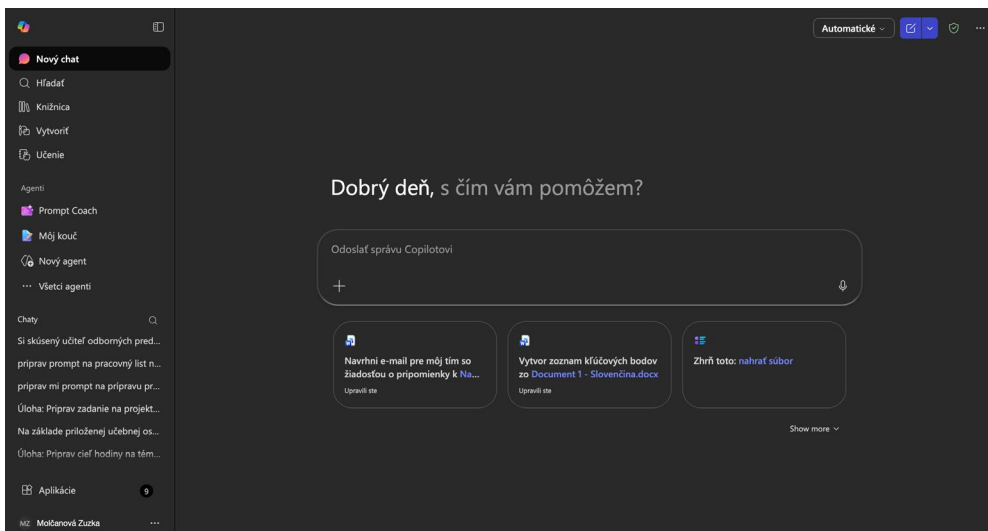 Nový chat
Hľadať
Knižnica
Vytvoriť
Učenie
Agenti
Prompt Coach
Môj kouč
Nový agent
Všetci agenti
Chaty
Si skúsený učiteľ odborných pred...
priprav prompt na pracovný list n...
priprav mi prompt na prípravu pr...
Úloha: Priprav zadanie na projekt...
Na základe priloženej učebnej os...
Úloha: Priprav cieľ hodiny na tém...
Aplikácie
9
MZ Molčanová Zuzka
Automatické
Dobrý deň, s čím vám pomôžem?
Odoslať správu Copilotovi
Navrhni e-mail pre môj tím so
žiadosťou o pripomienky k Na...
Upravili ste
Vytvor zoznam kľúčových bodov
zo Document 1 - Slovenčina.docx
Upravili ste
Zhrň toto: nahrať súbor
Show more